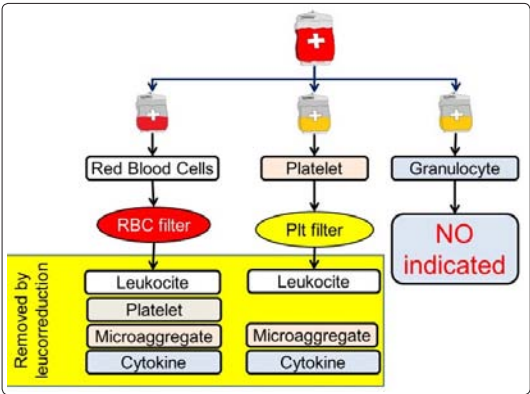 Red Blood Cells
Platelet
Granulocyte
RBC filter
Plt filter
NO
indicated
Removed by
leucorreduction
Leukocite
Platelet
Microaggregate
Cytokine
Leukocite
Microaggregate
Cytokine